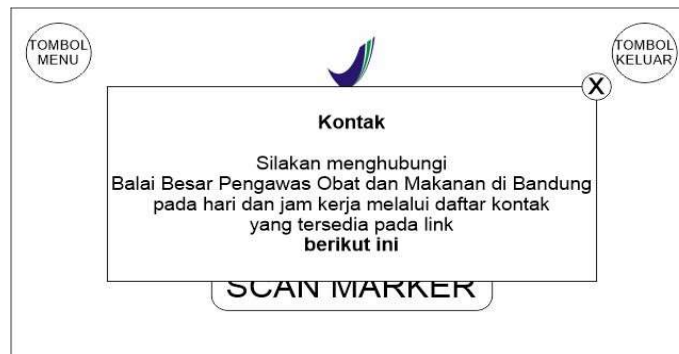 TOMBOL
MENU
TOMBOL
KELUAR
X
Kontak
Silakan menghubungi
Balai Besar Pengawas Obat dan Makanan di Bandung
pada hari dan jam kerja melalui daftar kontak
yang tersedia pada link
berikut ini
SCAN MARKER